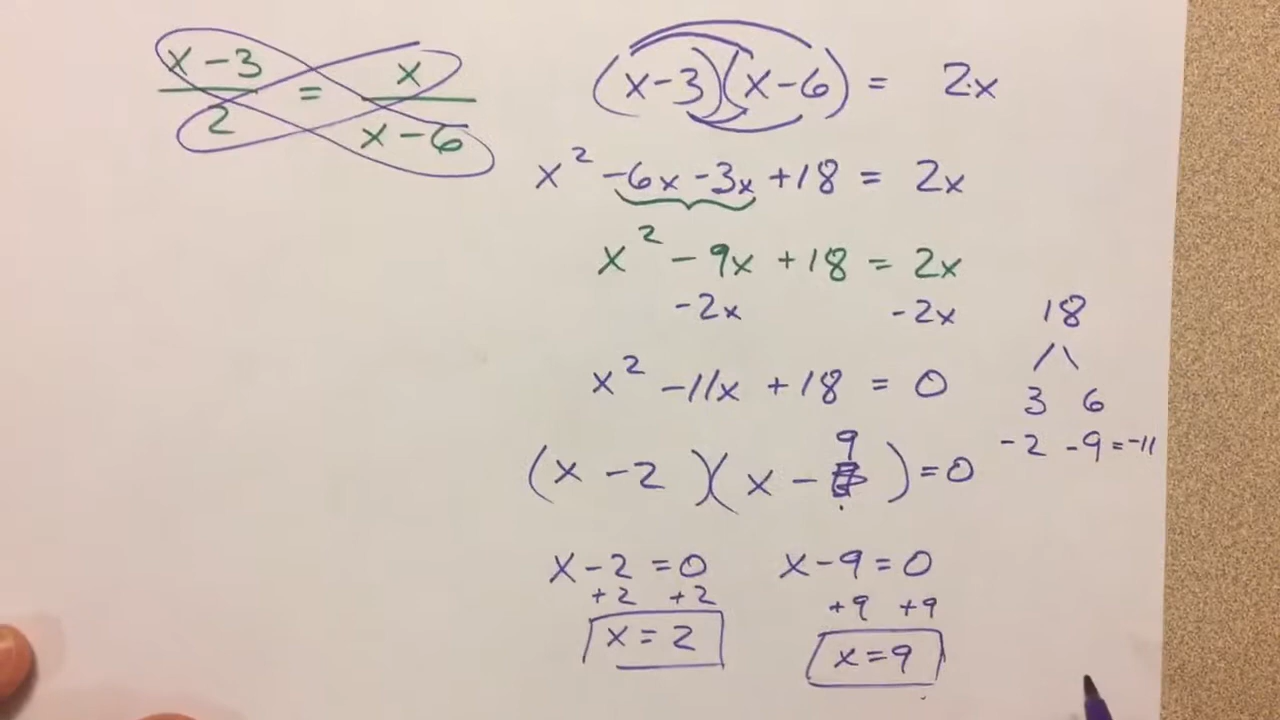 x - 3 = x
2 x - 6
(x - 3)(x - 6) = 2·x
x² - 6x - 3x + 18 = 2x
x² - 9x + 18 = 2x
-2x -2x
18
x² - 11x + 18 = 0
3 6
-2 -9 = -11
(x - 2)(x - 9) = 0
x - 2 = 0 x - 9 = 0
+2 +2 +9 +9
x = 2 x = 9